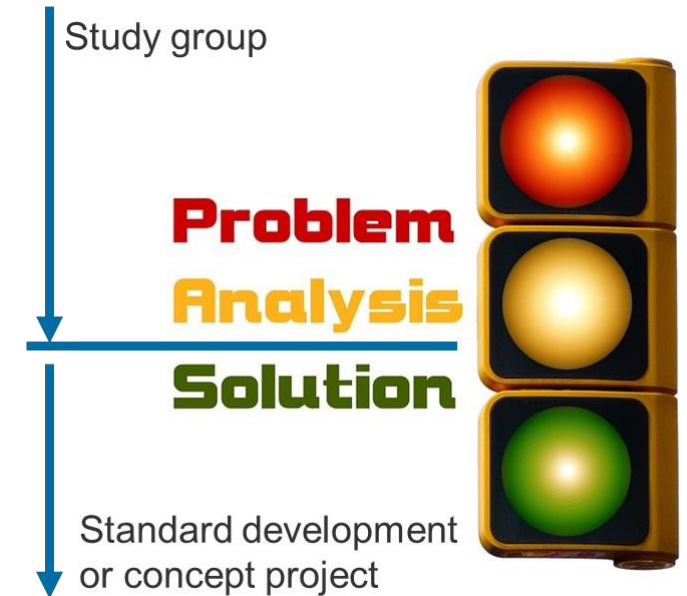 Study group
Problem
Analysis
Solution
Standard development
or concept project